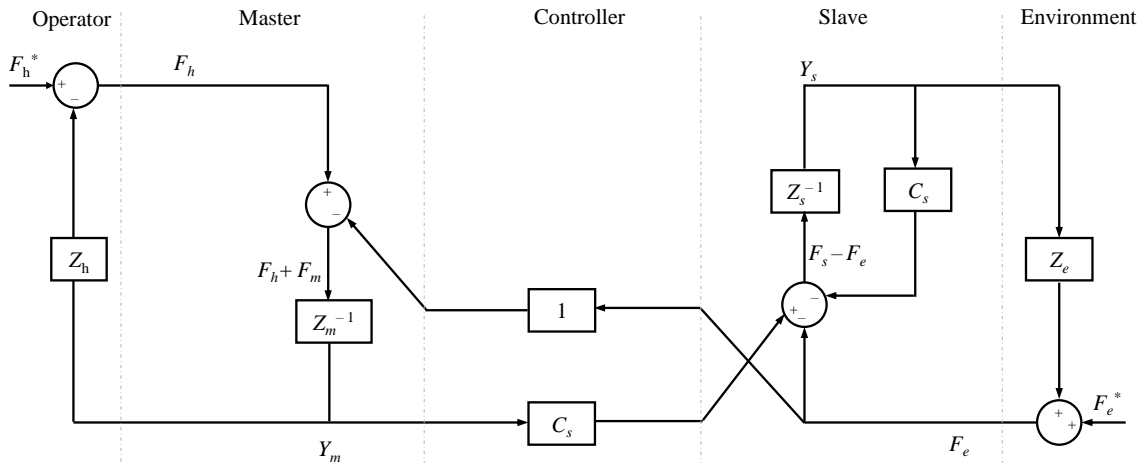 Operator Master Controller Slave Environment
F_h^* F_h Y_s
+ −
Z_s^{−1} C_s
+ −
Z_h F_h + F_m F_s − F_e Z_e
Z_m^{−1} 1 + − −
C_s + + F_e^*
Y_m F_e